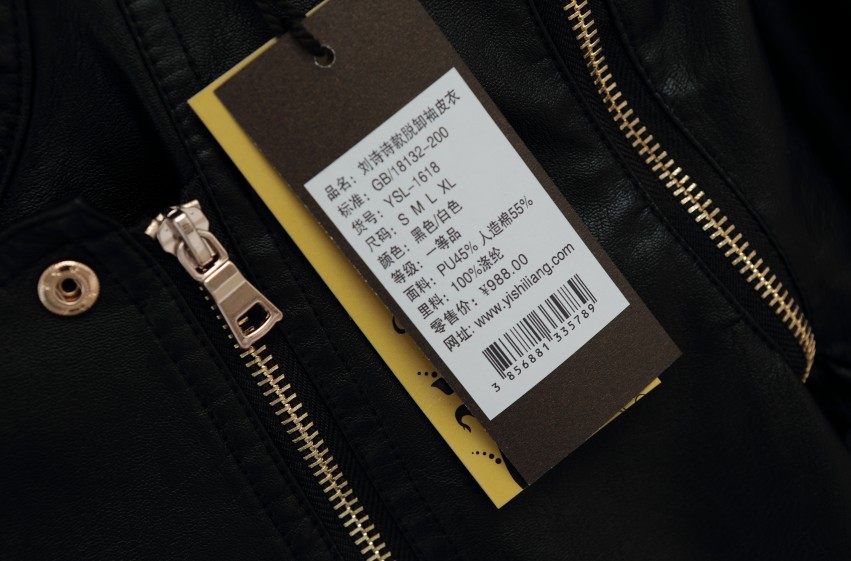 品名：刘诗诗款脱卸袖皮衣
标准：GB/18132-200
货号：YSL-1618
尺码：S M L XL
颜色：黑色/白色
等级：一等品
面料：PU45% 人造棉55%
里料：100%涤纶
零售价：¥988.00
网址：www.yishiliang.com
3 856881 335789